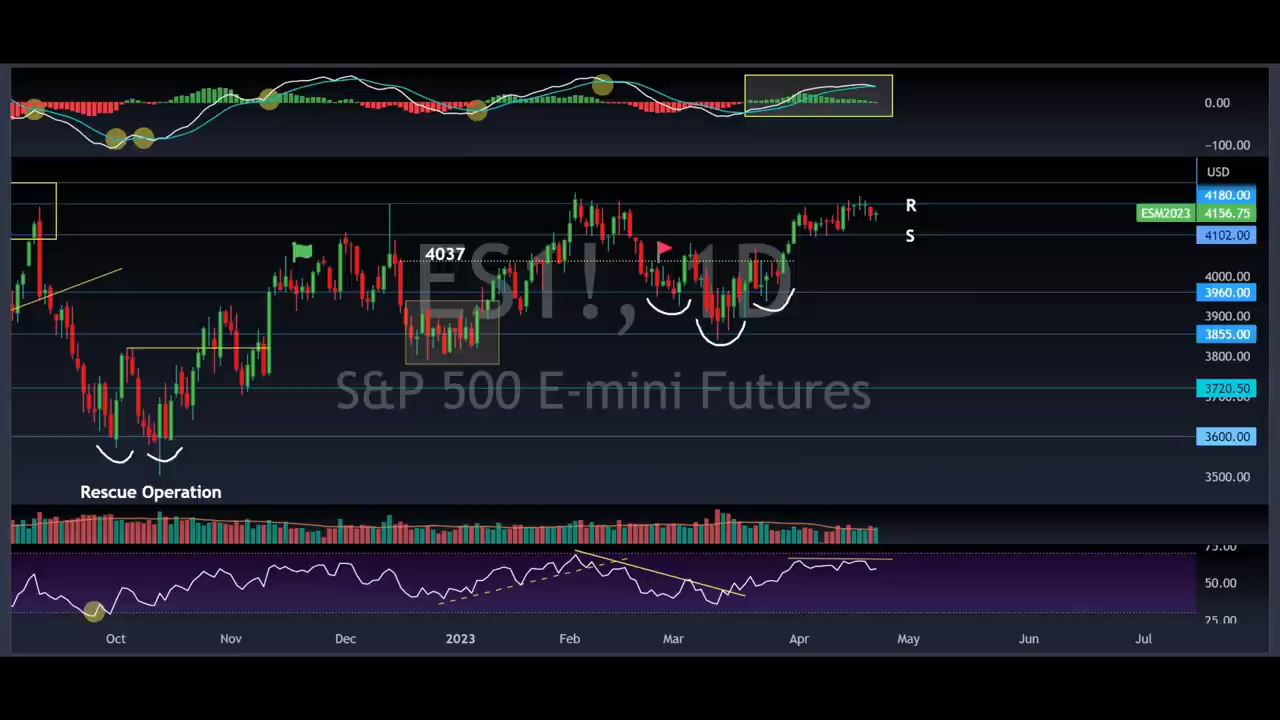 0.00
-100.00
USD
4180.00
R
ESM2023 4156.75
S
4102.00
4037
ES1!, 1D
4000.00
3960.00
3900.00
3855.00
3800.00
S&P 500 E-mini Futures
3720.50
3700.00
3600.00
3500.00
Rescue Operation
75.00
50.00
25.00
Oct Nov Dec 2023 Feb Mar Apr May Jun Jul